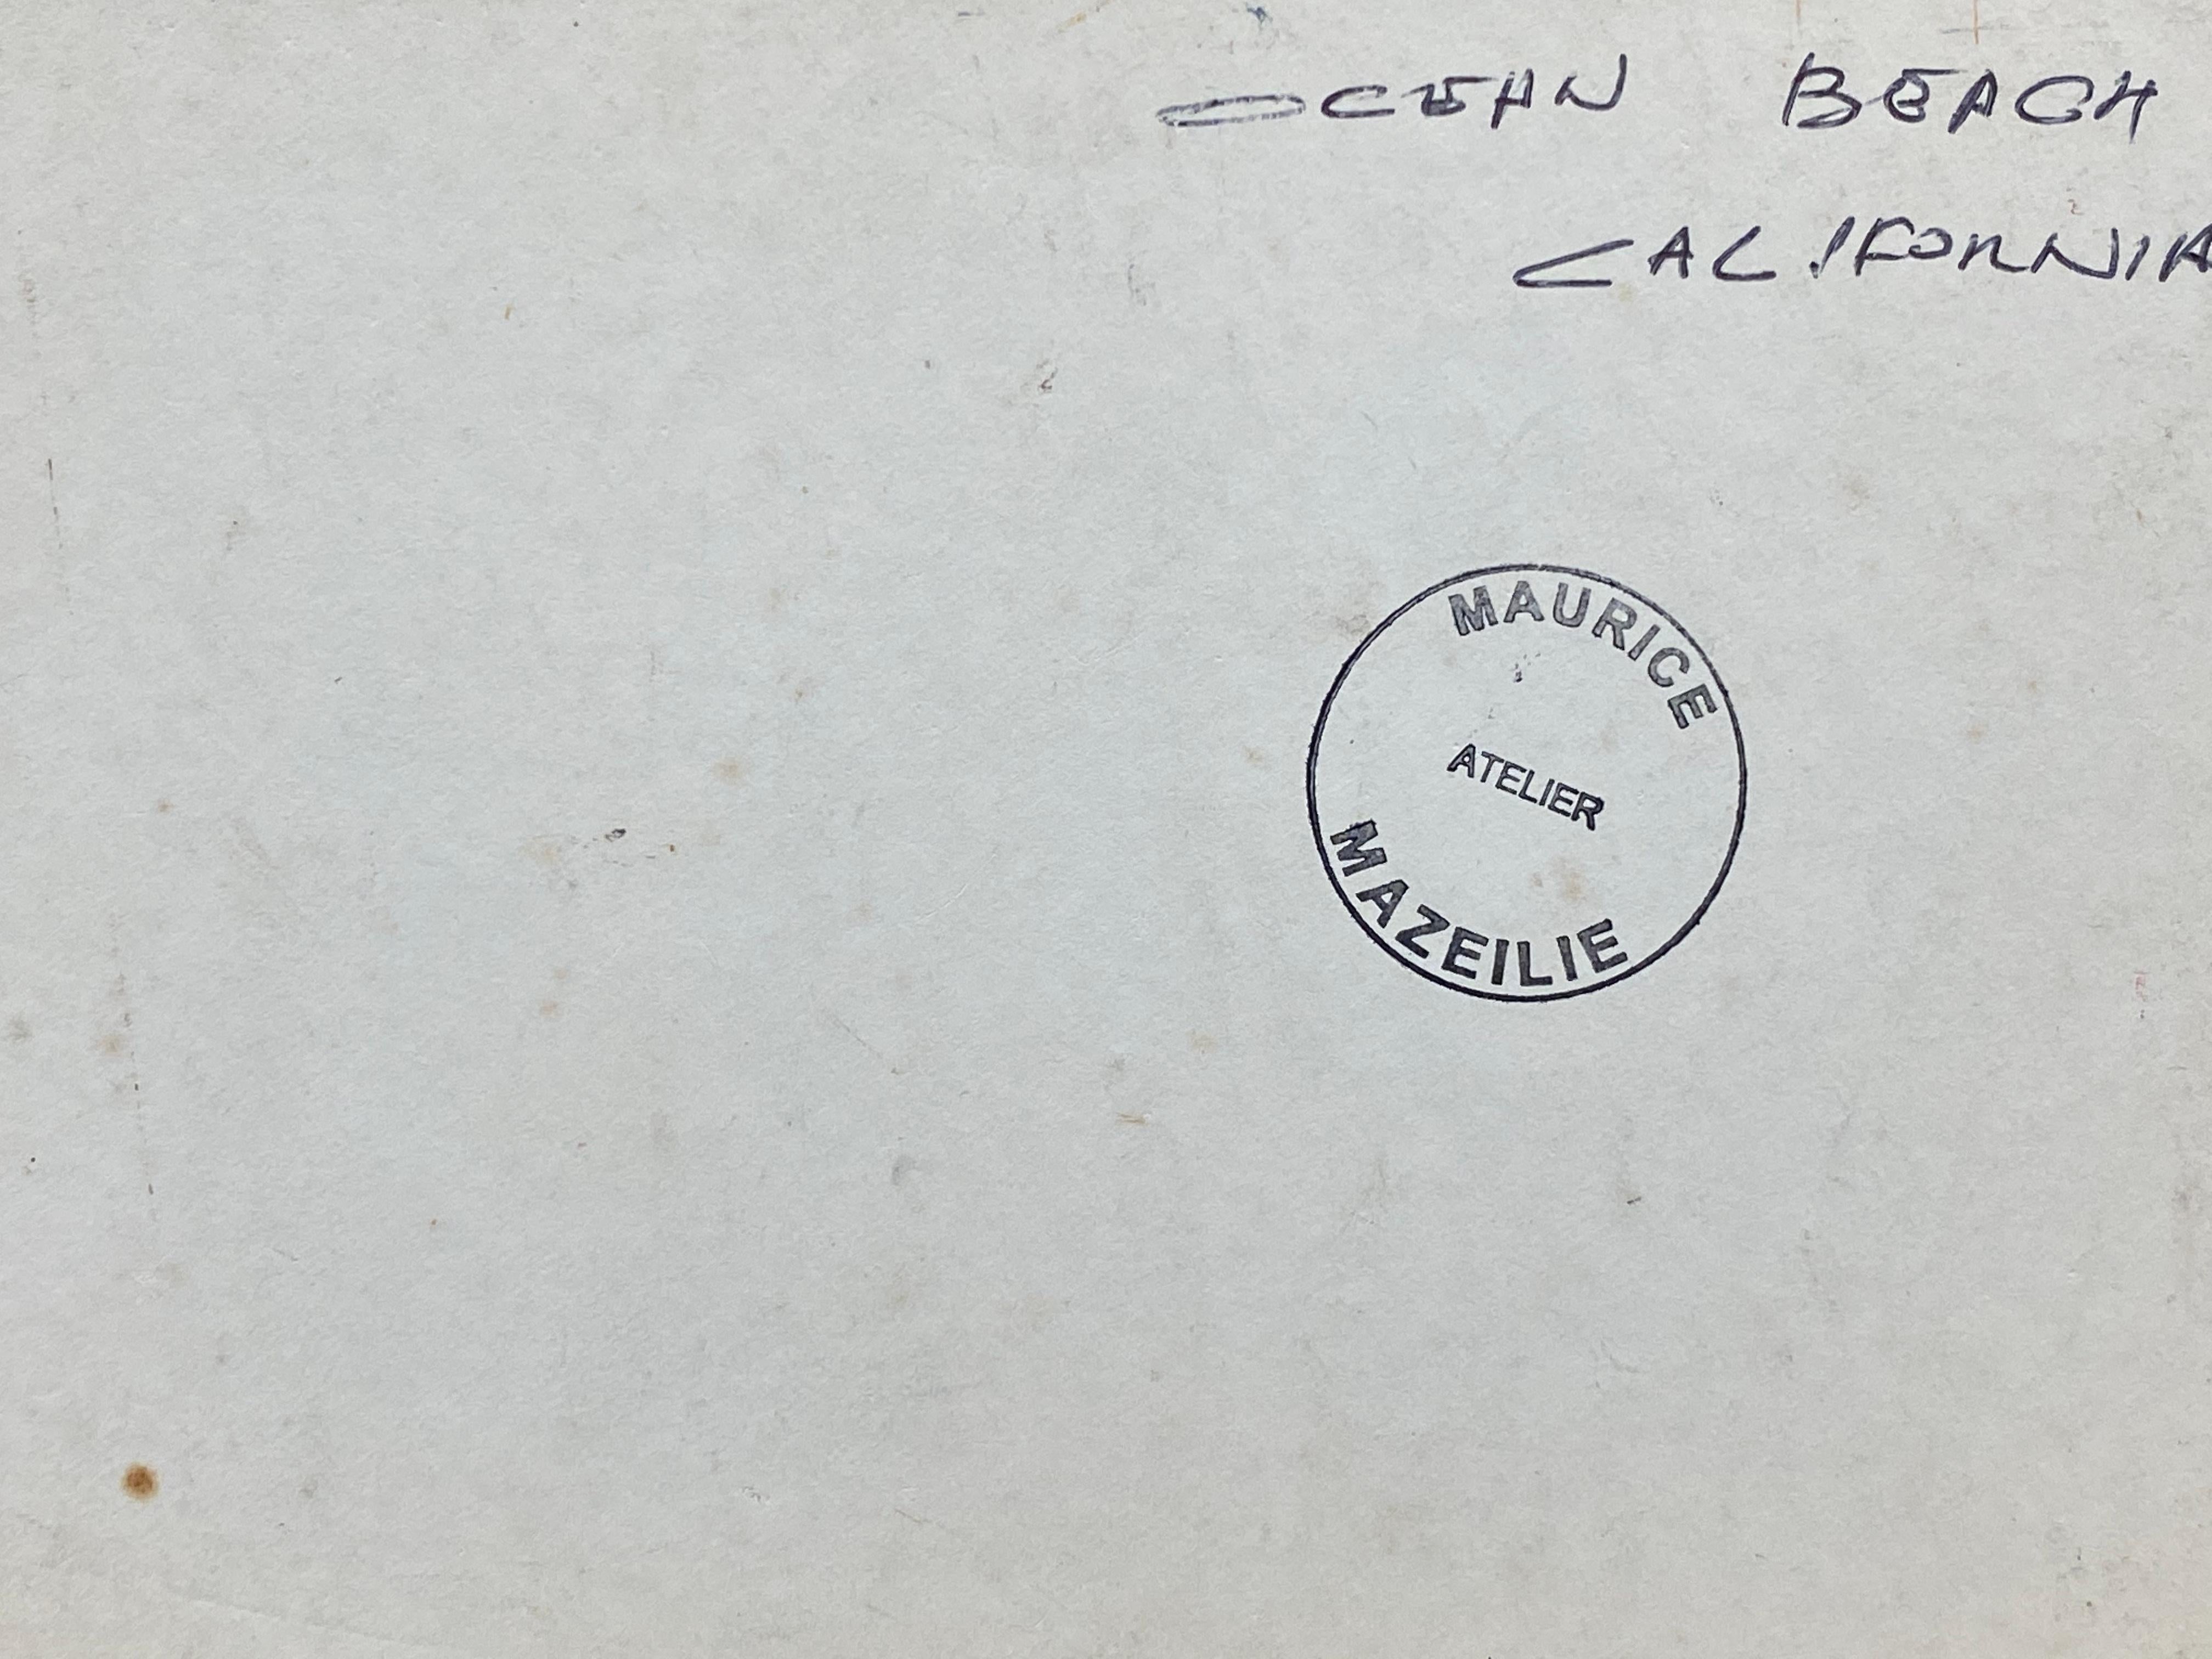 OCEAN BEACH
CALIFORNIA
MAURICE
ATELIER
MAZEILIE